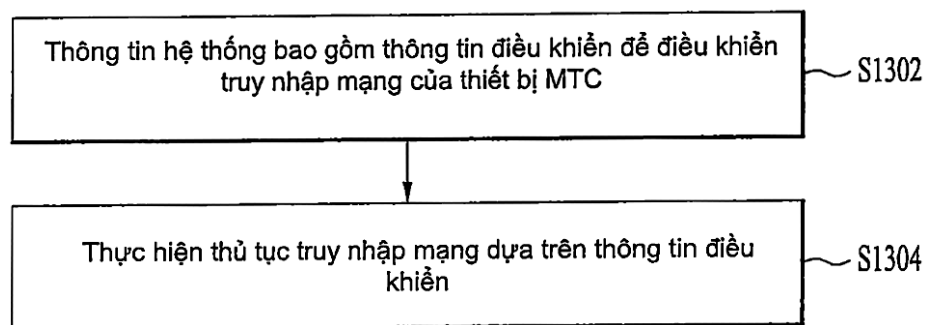 Thông tin hệ thống bao gồm thông tin điều khiển để điều khiển
truy nhập mạng của thiết bị MTC
S1302
Thực hiện thủ tục truy nhập mạng dựa trên thông tin điều
khiển
S1304